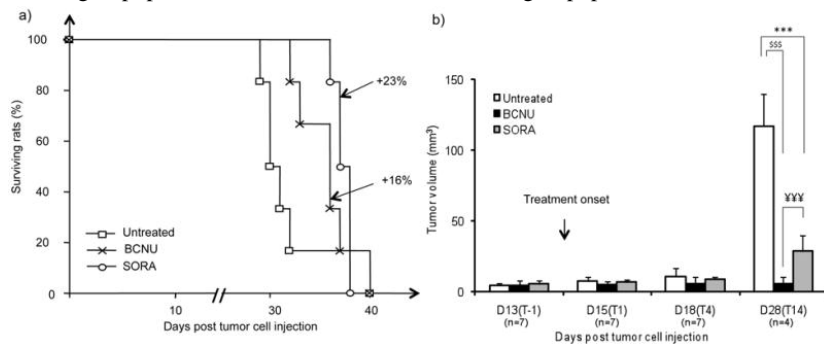 a)
100
80
60
40
20
0
Surviving rats (%)
+23%
+16%
Untreated
BCNU
SORA
10
30
40
Days post tumor cell injection
b)
***
$$$
150
100
50
0
Tumor volume (mm³)
Untreated
BCNU
SORA
Treatment onset
¥¥¥
D13(T-1)
D15(T1)
D18(T4)
D28(T14)
(n=7)
(n=7)
(n=7)
(n=4)
Days post tumor cell injection